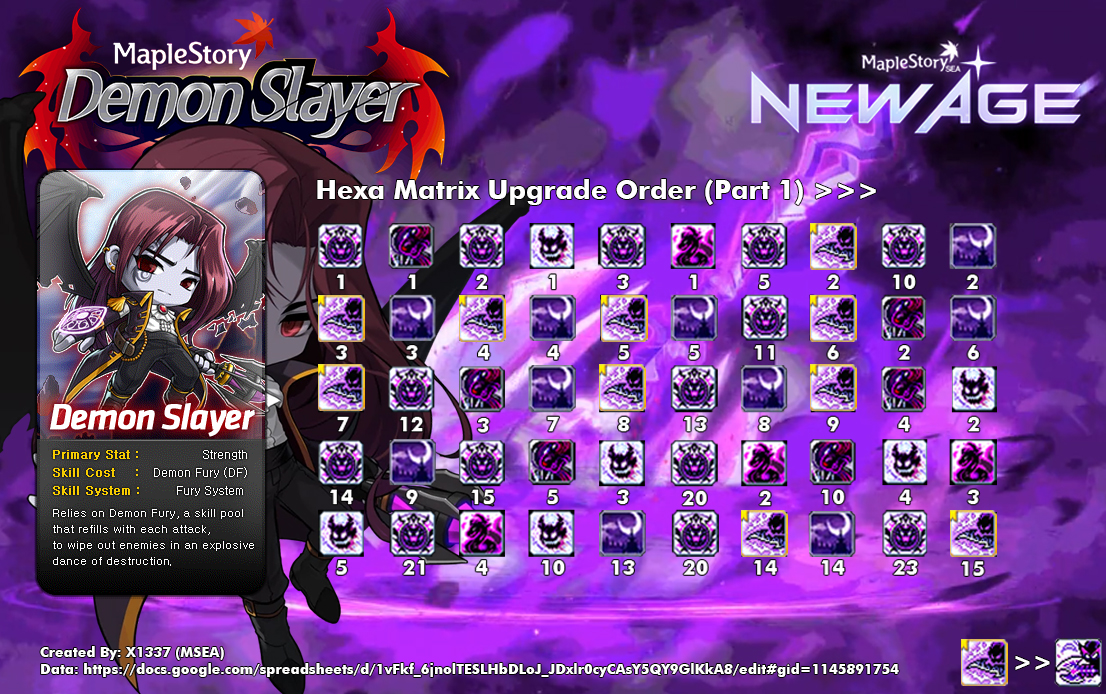 MapleStory
Demon Slayer
MapleStory SEA
NEW AGE
Hexa Matrix Upgrade Order (Part 1) >>>
1 1 2 1 3 1 5 2 10 2
3 3 4 4 5 5 11 6 2 6
7 12 3 7 8 13 8 9 4 2
14 9 15 5 3 20 2 10 4 3
5 21 4 10 13 20 14 14 23 15
Demon Slayer
Primary Stat : Strength
Skill Cost : Demon Fury (DF)
Skill System : Fury System
Relies on Demon Fury, a skill pool
that refills with each attack,
to wipe out enemies in an explosive
dance of destruction,
Created By: X1337 (MSEA)
Data: https://docs.google.com/spreadsheets/d/1vFkf_6jnolTESLHbDLoJ_JDxlr0cyCAsY5QY9GlKkA8/edit#gid=1145891754
>>